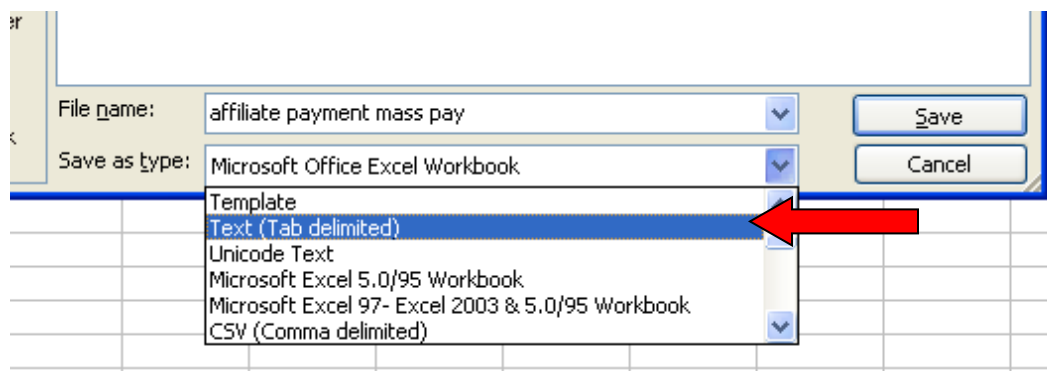 er
File name: affiliate payment mass pay Save
Save as type: Microsoft Office Excel Workbook Cancel
Template
Text (Tab delimited)
Unicode Text
Microsoft Excel 5.0/95 Workbook
Microsoft Excel 97- Excel 2003 & 5.0/95 Workbook
CSV (Comma delimited)